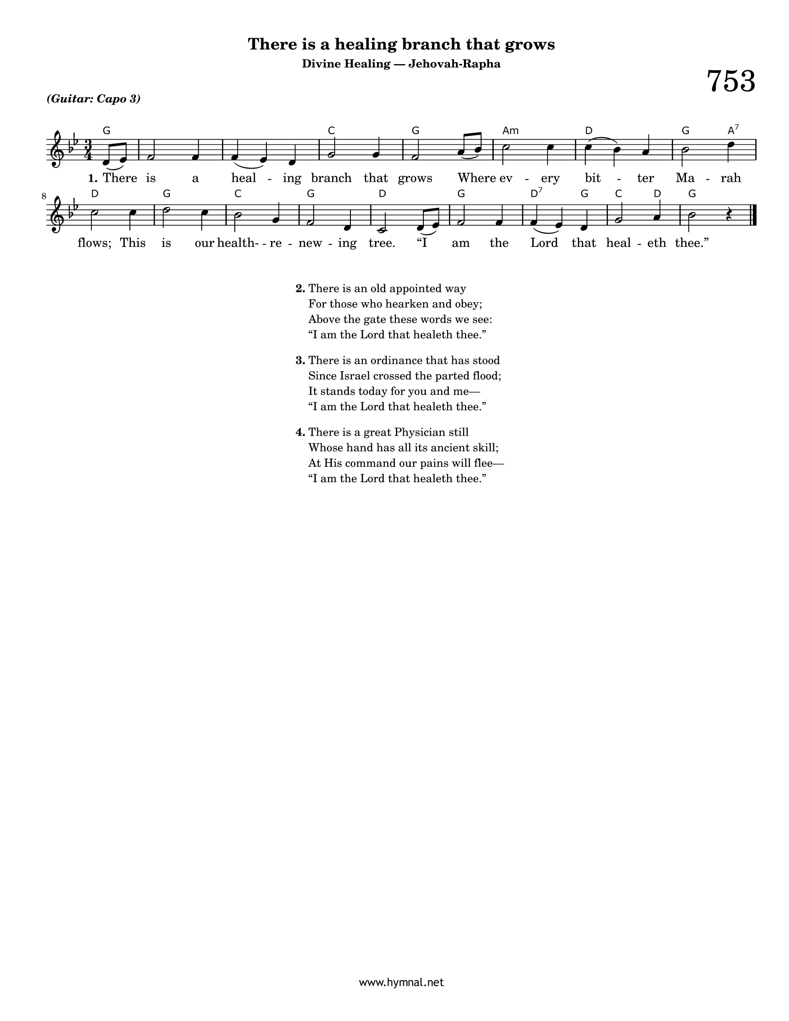 There is a healing branch that grows
Divine Healing — Jehovah-Rapha
753
(Guitar: Capo 3)
G C G Am D G A7
1. There is a heal - ing branch that grows Where ev - ery bit - ter Ma - rah
8 D G C G D G D7 G C D G
flows; This is our health- - re - new - ing tree. “I am the Lord that heal - eth thee.”
2. There is an old appointed way
For those who hearken and obey;
Above the gate these words we see:
“I am the Lord that healeth thee.”
3. There is an ordinance that has stood
Since Israel crossed the parted flood;
It stands today for you and me—
“I am the Lord that healeth thee.”
4. There is a great Physician still
Whose hand has all its ancient skill;
At His command our pains will flee—
“I am the Lord that healeth thee.”
www.hymnal.net